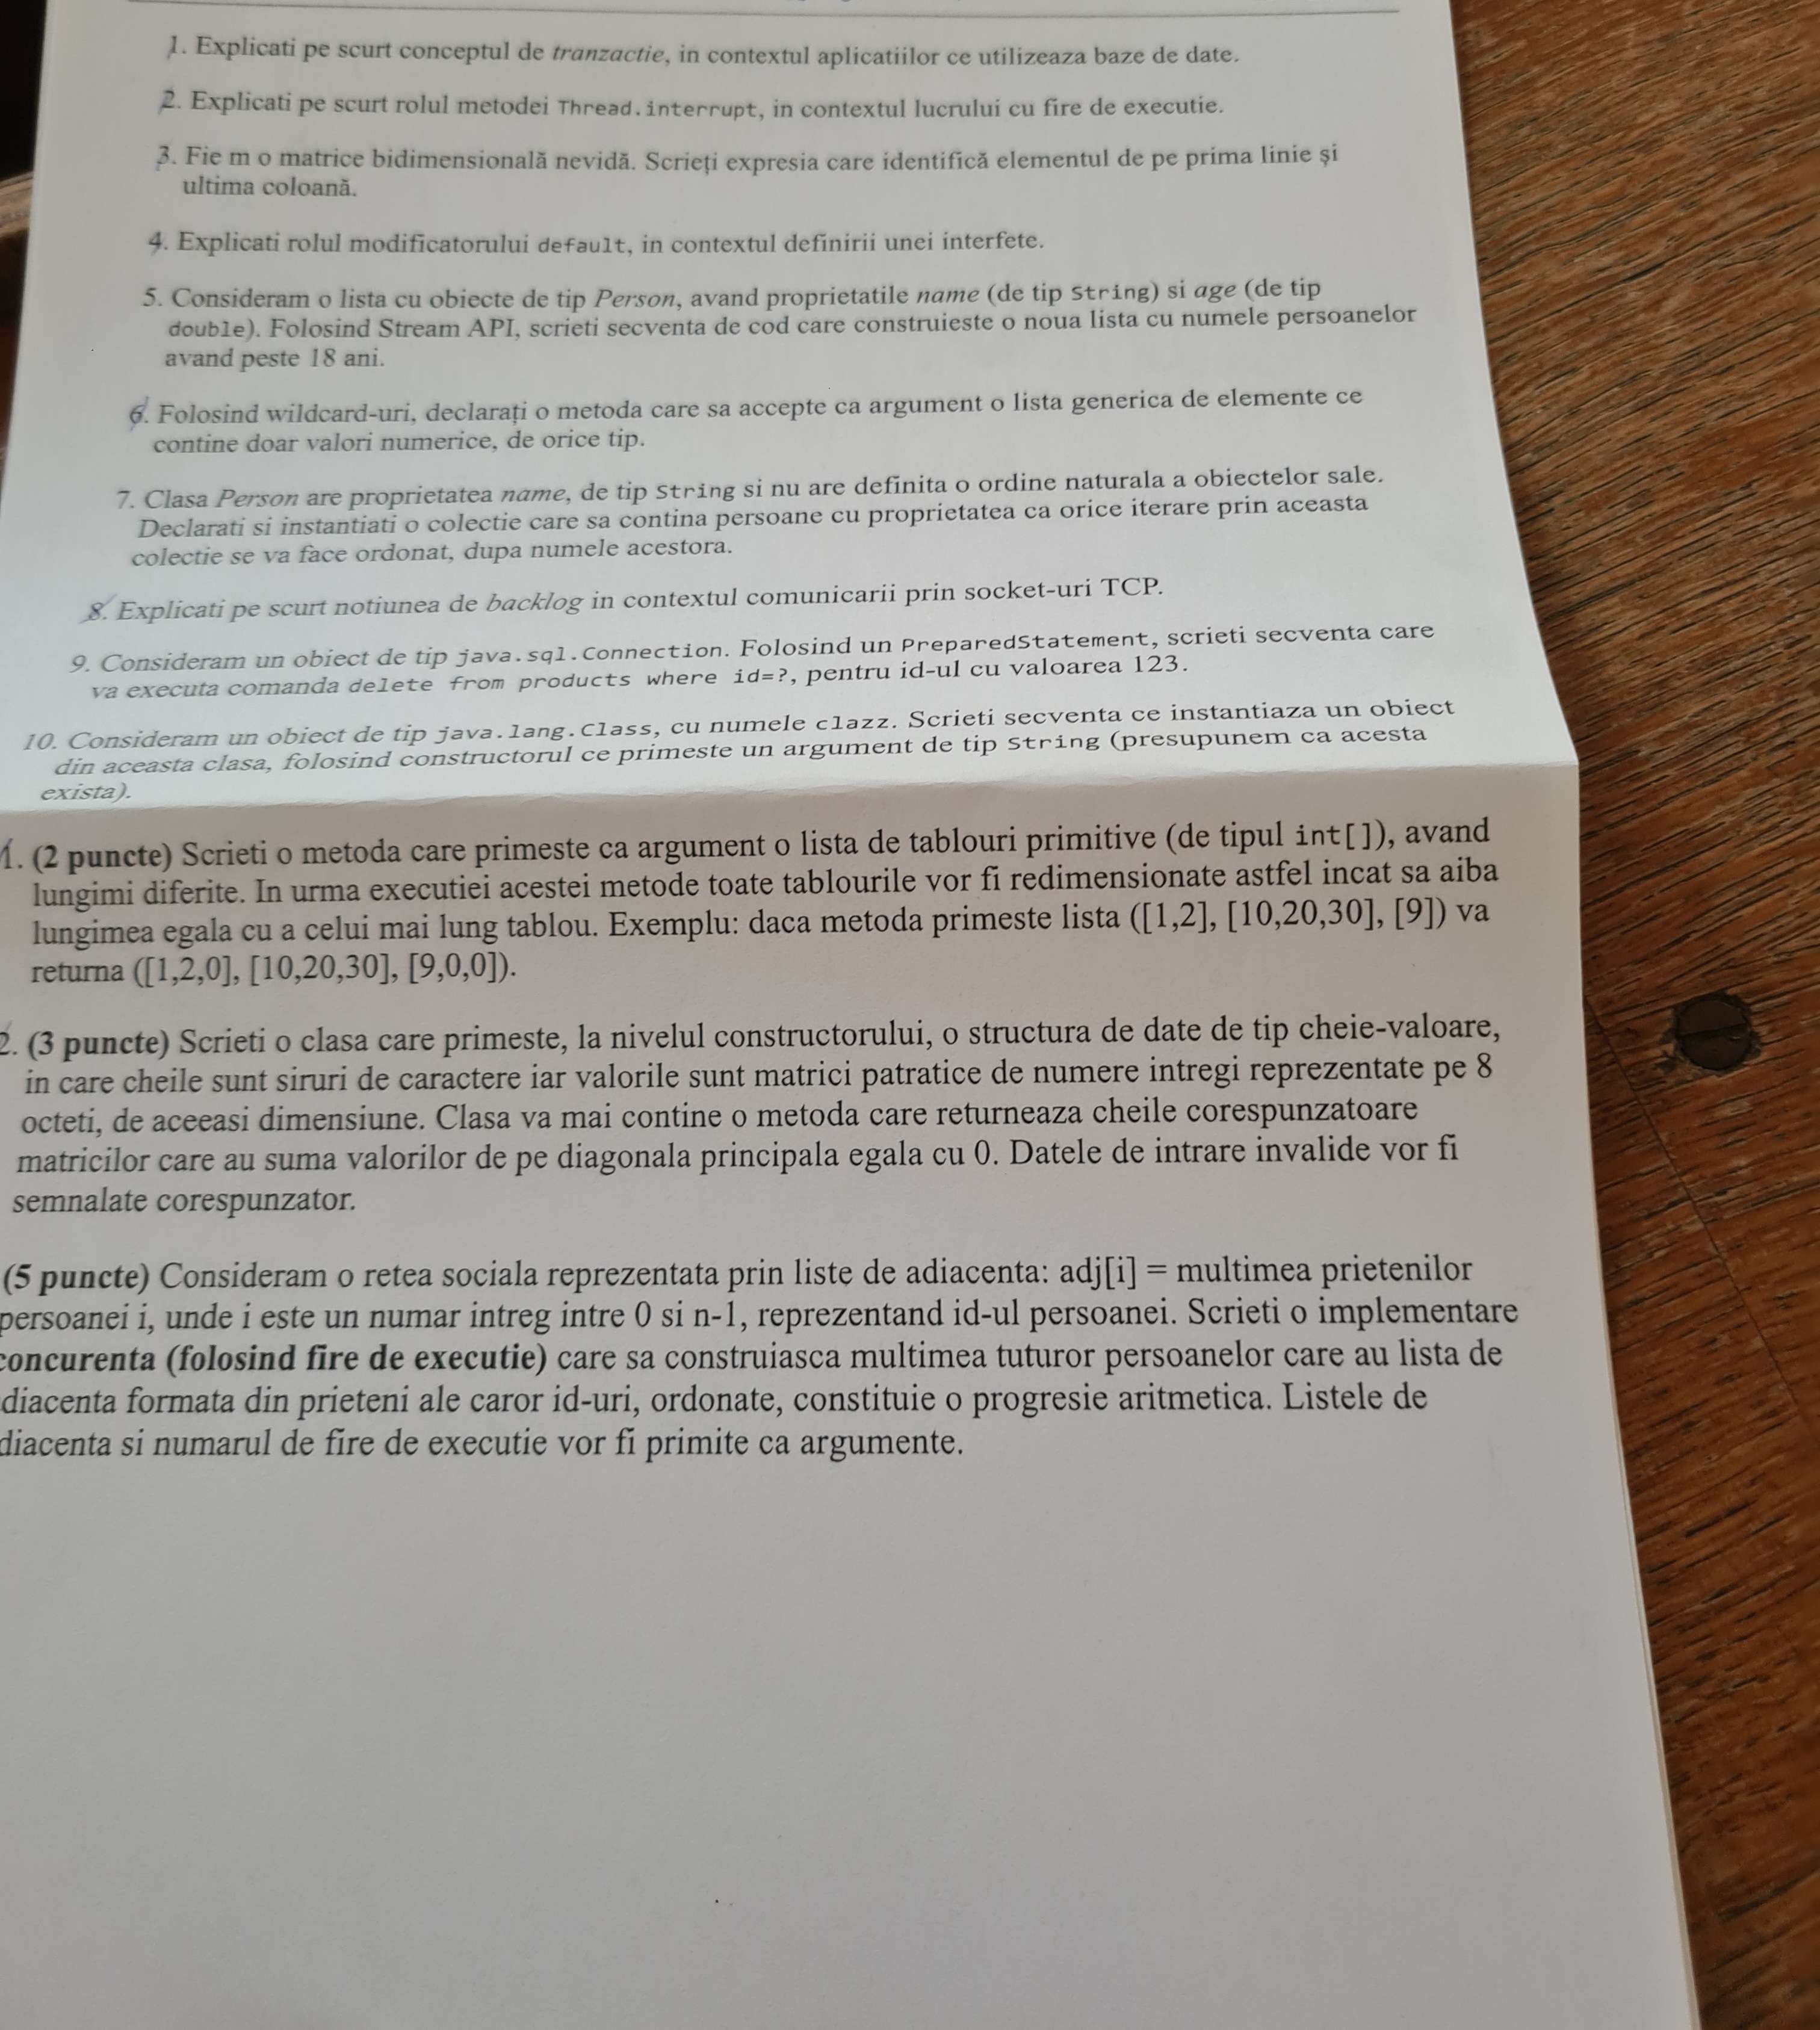 1. Explicati pe scurt conceptul de tranzactie, in contextul aplicatiilor ce utilizeaza baze de date.
2. Explicati pe scurt rolul metodei Thread.interrupt, in contextul lucrului cu fire de executie.
3. Fie m o matrice bidimensională nevidă. Scrieți expresia care identifică elementul de pe prima linie și
ultima coloană.
4. Explicati rolul modificatorului default, in contextul definirii unei interfete.
5. Consideram o lista cu obiecte de tip Person, avand proprietatile name (de tip String) si age (de tip
double). Folosind Stream API, scrieti secventa de cod care construieste o noua lista cu numele persoanelor
avand peste 18 ani.
6. Folosind wildcard-uri, declarați o metoda care sa accepte ca argument o lista generica de elemente ce
contine doar valori numerice, de orice tip.
7. Clasa Person are proprietatea name, de tip String si nu are definita o ordine naturala a obiectelor sale.
Declarati si instantiati o colectie care sa contina persoane cu proprietatea ca orice iterare prin aceasta
colectie se va face ordonat, dupa numele acestora.
8. Explicati pe scurt notiunea de backlog in contextul comunicarii prin socket-uri TCP.
9. Consideram un obiect de tip java.sql.Connection. Folosind un PreparedStatement, scrieti secventa care
va executa comanda delete from products where id=?, pentru id-ul cu valoarea 123.
10. Consideram un obiect de tip java.lang.Class, cu numele clazz. Scrieti secventa ce instantiaza un obiect
din aceasta clasa, folosind constructorul ce primeste un argument de tip String (presupunem ca acesta
exista).
1. (2 puncte) Scrieti o metoda care primeste ca argument o lista de tablouri primitive (de tipul int[]), avand
lungimi diferite. In urma executiei acestei metode toate tablourile vor fi redimensionate astfel incat sa aiba
lungimea egala cu a celui mai lung tablou. Exemplu: daca metoda primeste lista ([1,2], [10,20,30], [9]) va
returna ([1,2,0], [10,20,30], [9,0,0]).
2. (3 puncte) Scrieti o clasa care primeste, la nivelul constructorului, o structura de date de tip cheie-valoare,
in care cheile sunt siruri de caractere iar valorile sunt matrici patratice de numere intregi reprezentate pe 8
octeti, de aceeasi dimensiune. Clasa va mai contine o metoda care returneaza cheile corespunzatoare
matricilor care au suma valorilor de pe diagonala principala egala cu 0. Datele de intrare invalide vor fi
semnalate corespunzator.
(5 puncte) Consideram o retea sociala reprezentata prin liste de adiacenta: adj[i] = multimea prietenilor
persoanei i, unde i este un numar intreg intre 0 si n-1, reprezentand id-ul persoanei. Scrieti o implementare
concurenta (folosind fire de executie) care sa construiasca multimea tuturor persoanelor care au lista de
diacenta formata din prieteni ale caror id-uri, ordonate, constituie o progresie aritmetica. Listele de
diacenta si numarul de fire de executie vor fi primite ca argumente.